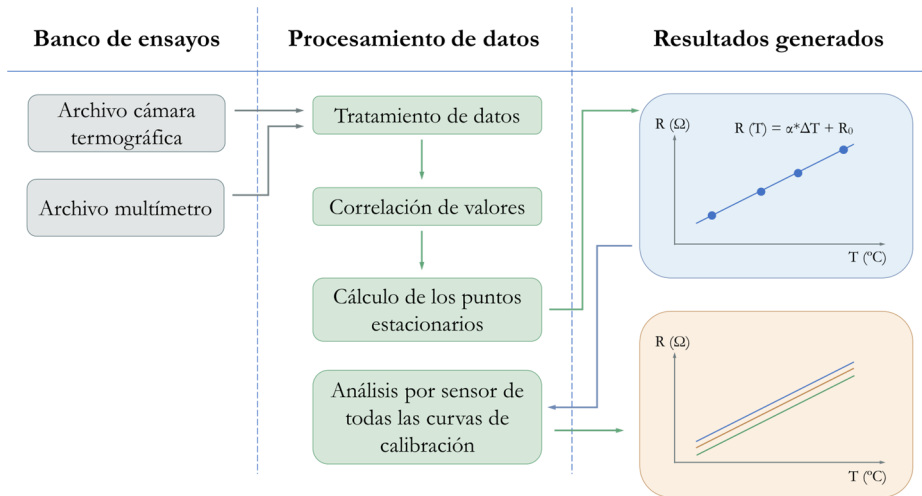 Banco de ensayos
Procesamiento de datos
Resultados generados
Archivo cámara
termográfica
Archivo multímetro
Tratamiento de datos
Correlación de valores
Cálculo de los puntos
estacionarios
Análisis por sensor de
todas las curvas de
calibración
R (Ω)
R (T) = α*ΔT + R₀
T (ºC)
R (Ω)
T (ºC)